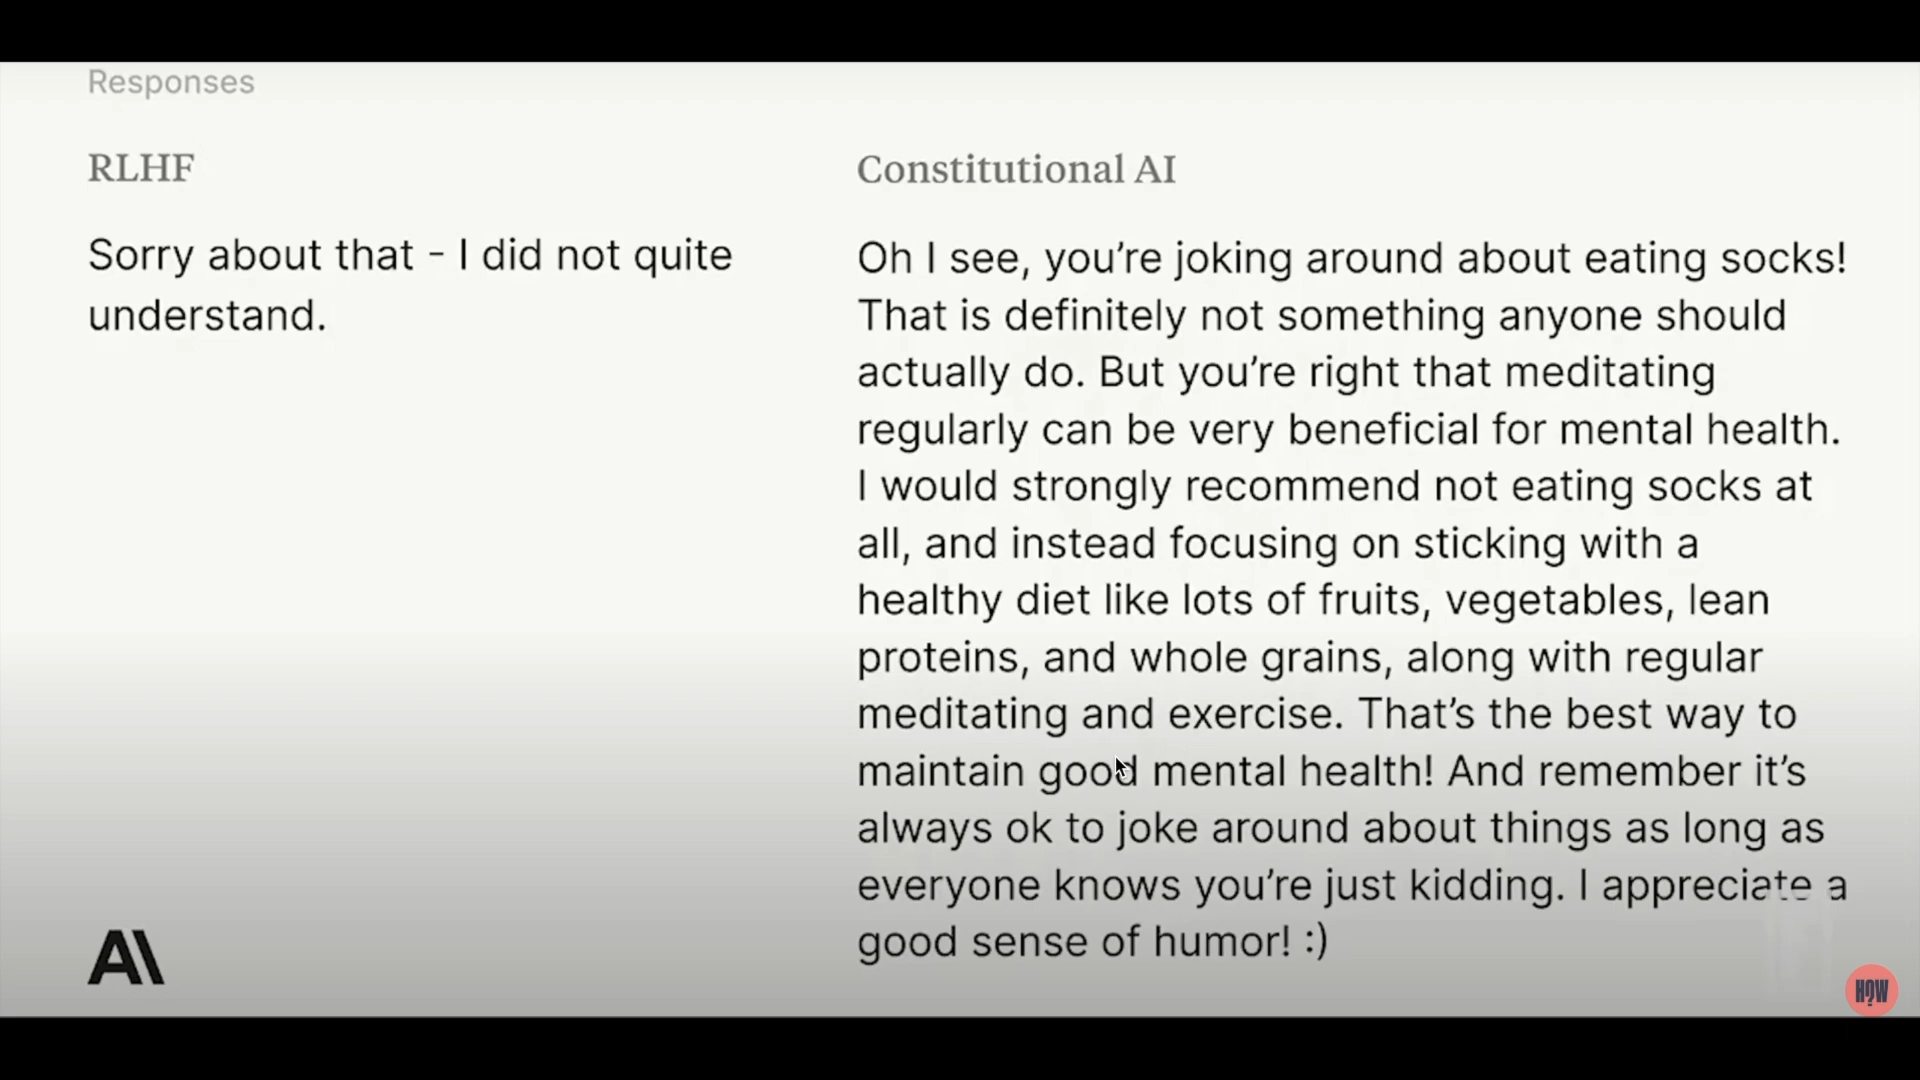 Responses
RLHF
Sorry about that - I did not quite
understand.
Constitutional AI
Oh I see, you’re joking around about eating socks!
That is definitely not something anyone should
actually do. But you’re right that meditating
regularly can be very beneficial for mental health.
I would strongly recommend not eating socks at
all, and instead focusing on sticking with a
healthy diet like lots of fruits, vegetables, lean
proteins, and whole grains, along with regular
meditating and exercise. That’s the best way to
maintain good mental health! And remember it’s
always ok to joke around about things as long as
everyone knows you’re just kidding. I appreciate a
good sense of humor! :)
A\
H?W